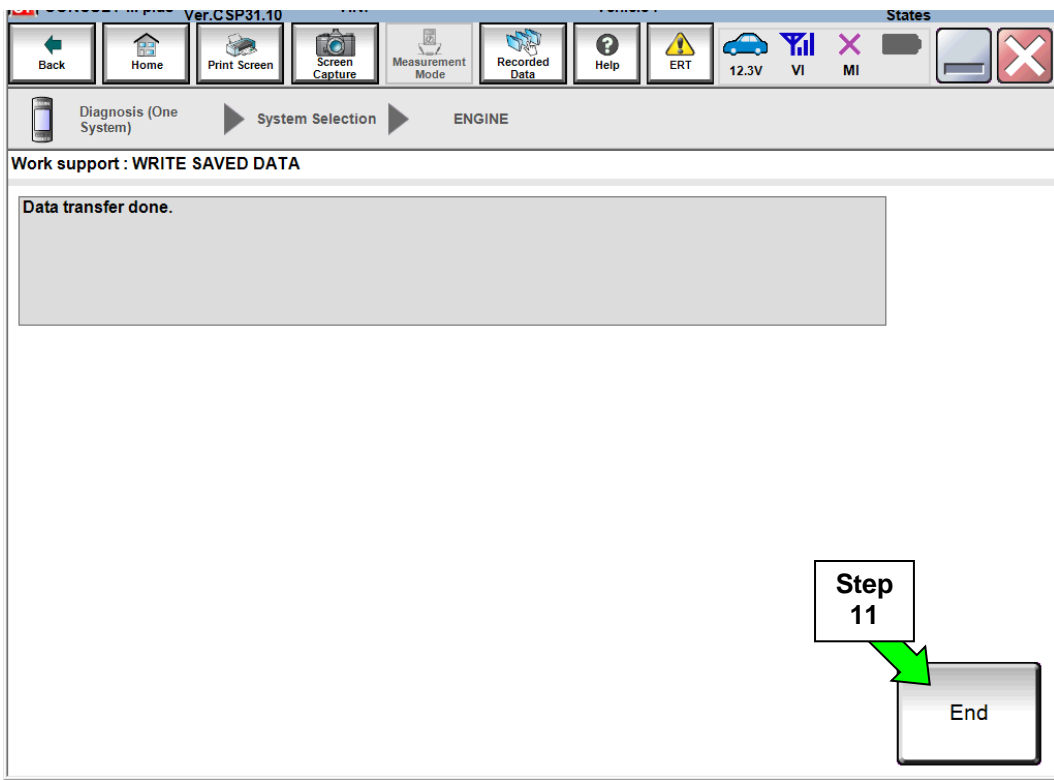 Ver.CSP31.10
States
Back
Home
Print Screen
Screen
Capture
Measurement
Mode
Recorded
Data
Help
ERT
12.3V
VI
MI
Diagnosis (One
System)
System Selection
ENGINE
Work support : WRITE SAVED DATA
Data transfer done.
Step
11
End